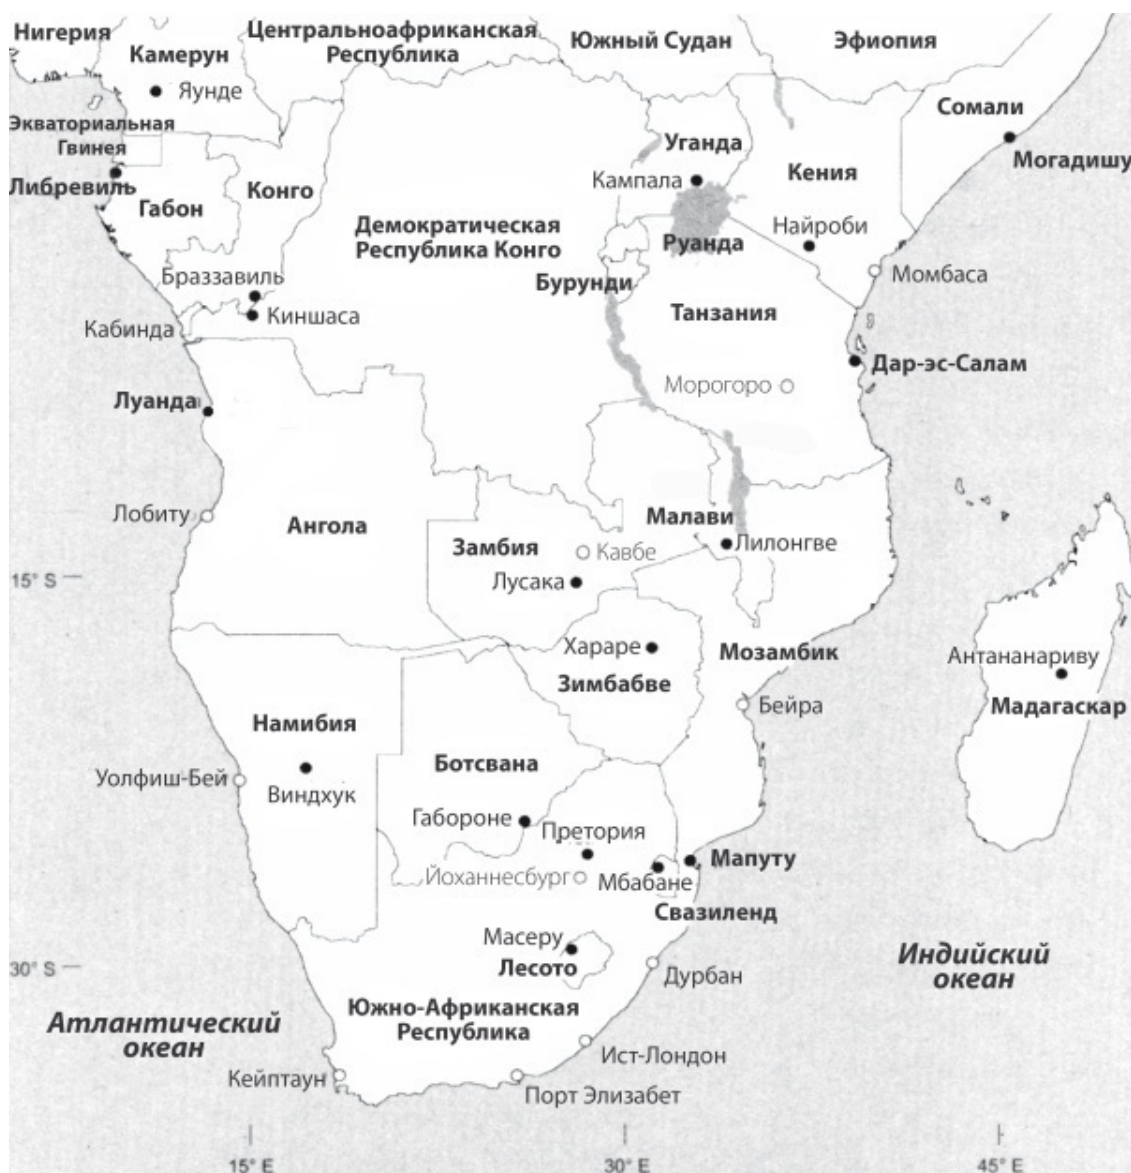 Нигерия
Камерун
Центральноафриканская
Республика
Южный Судан
Эфиопия
Яунде
Сомали
Экваториальная
Гвинея
Уганда
Могадишу
Либревиль
Габон
Конго
Кампала
Кения
Демократическая
Республика Конго
Найроби
Руанда
Браззавиль
Бурунди
Момбаса
Кабинда
Киншаса
Танзания
Дар-эс-Салам
Морогоро
Луанда
Лобиту
Ангола
Малави
Замбия
Кавбе
Лилонгве
15° S
Лусака
Хараре
Мозамбик
Антананариву
Зимбабве
Бейра
Мадагаскар
Намибия
Ботсвана
Уолфиш-Бей
Виндхук
Габороне
Претория
Мапуту
Йоханнесбург
Мбабане
Свазиленд
Масеру
Лесото
30° S
Дурбан
Индийский
океан
Южно-Африканская
Республика
Атлантический
океан
Ист-Лондон
Кейптаун
Порт Элизабет
15° E
30° E
45° E